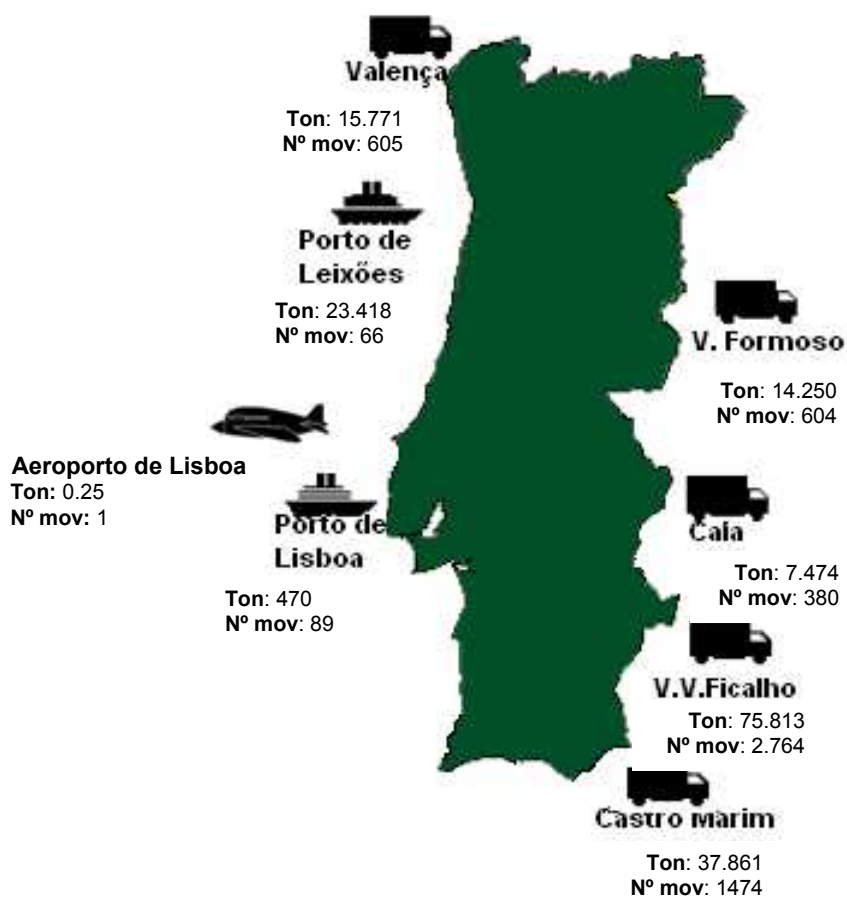 Valença
Ton: 15.771
Nº mov: 605
Porto de
Leixões
Ton: 23.418
Nº mov: 66
V. Formoso
Ton: 14.250
Nº mov: 604
Aeroporto de Lisboa
Ton: 0.25
Nº mov: 1
Porto de
Lisboa
Ton: 470
Nº mov: 89
Caia
Ton: 7.474
Nº mov: 380
V.V.Ficalho
Ton: 75.813
Nº mov: 2.764
Castro Marim
Ton: 37.861
Nº mov: 1474